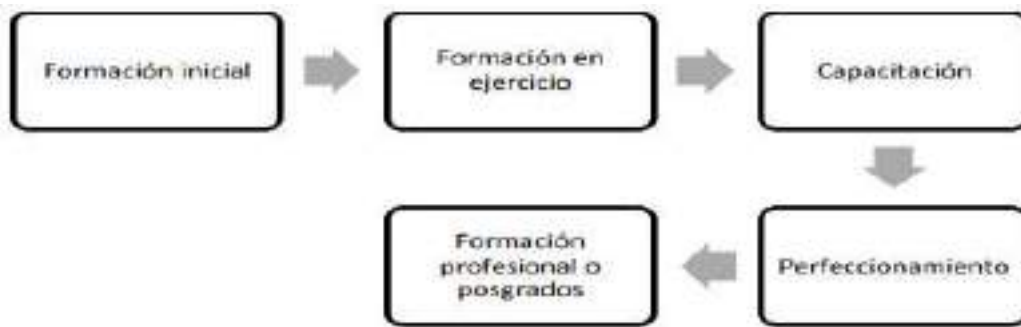 Formación inicial
Formación en
ejercicio
Capacitación
Perfeccionamiento
Formación
profesional o
posgrados